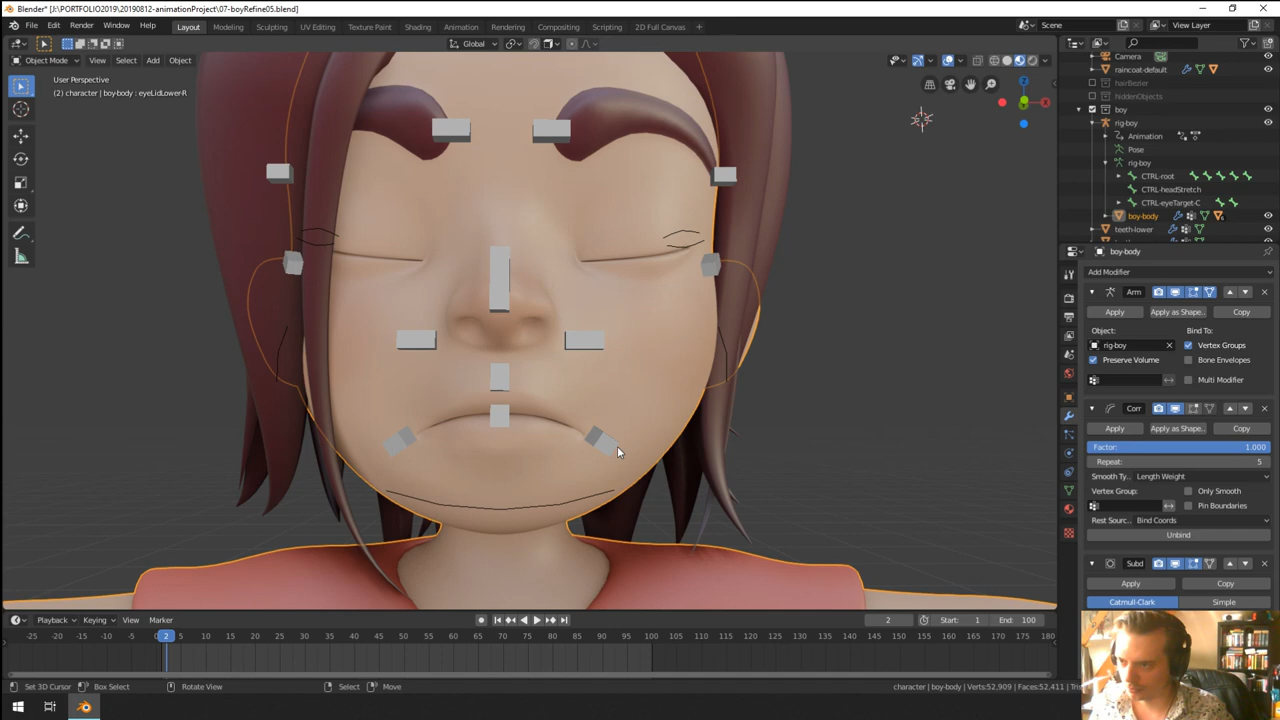 Blender* [J:\PORTFOLIO2019\20190812-animationProject\07-boyRefine05.blend]
File Edit Render Window Help
Layout Modeling Sculpting UV Editing Texture Paint Shading Animation Rendering Compositing Scripting 2D Full Canvas
Scene
View Layer
Global
Object Mode View Select Add Object
User Perspective
(2) character | boy-body : eyeLidLower-R
Camera
raincoat-default
hairBezier
hiddenObjects
boy
rig-boy
Animation
Pose
rig-boy
CTRL-root
CTRL-headStretch
CTRL-eyeTarget-C
boy-body
teeth-lower
boy-body
Add Modifier
Arm
Apply Apply as Shape.. Copy
Object: Bind To:
rig-boy Vertex Groups
Preserve Volume Bone Envelopes
Multi Modifier
Corr
Apply Apply as Shape.. Copy
Factor: 1.000
Repeat: 5
Smooth Ty.. Length Weight
Vertex Group: Only Smooth
Pin Boundaries
Rest Sourc.. Bind Coords
Unbind
Subd
Apply Copy
Catmull-Clark Simple
Playback Keying View Marker
2 Start: 1 End: 100
-25 -20 -15 -10 -5 2 5 10 15 20 25 30 35 40 45 50 55 60 65 70 75 80 85 90 95 100 105 110 115 120 125 130 135 140 145 150 155 160 165 170 175 180
Set 3D Cursor Box Select Rotate View Select Move
character | boy-body | Verts:52,909 | Faces:52,411 |